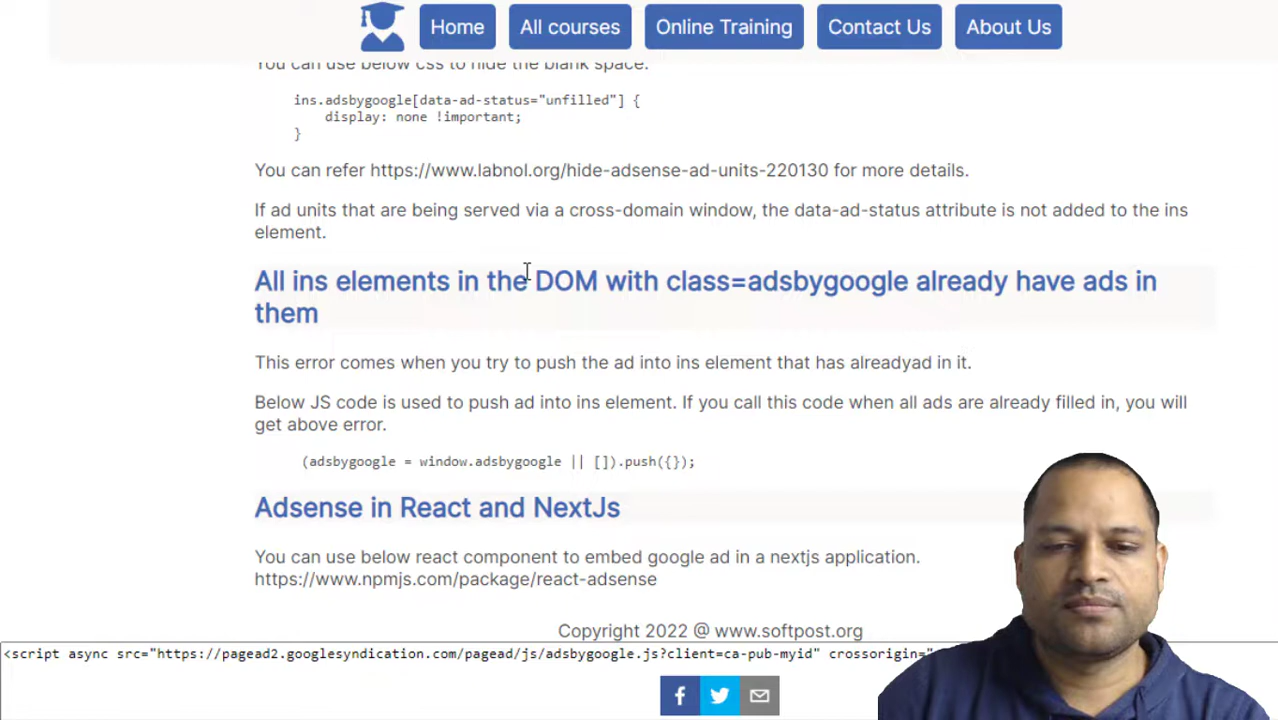 Home All courses Online Training Contact Us About Us
You can use below css to hide the blank space.
ins.adsbygoogle[data-ad-status="unfilled"] {
display: none !important;
}
You can refer https://www.labnol.org/hide-adsense-ad-units-220130 for more details.
If ad units that are being served via a cross-domain window, the data-ad-status attribute is not added to the ins
element.
All ins elements in the DOM with class=adsbygoogle already have ads in
them
This error comes when you try to push the ad into ins element that has alreadyad in it.
Below JS code is used to push ad into ins element. If you call this code when all ads are already filled in, you will
get above error.
(adsbygoogle = window.adsbygoogle || []).push({});
Adsense in React and NextJs
You can use below react component to embed google ad in a nextjs application.
https://www.npmjs.com/package/react-adsense
Copyright 2022 @ www.softpost.org
<script async src="https://pagead2.googlesyndication.com/pagead/js/adsbygoogle.js?client=ca-pub-myid" crossorigin="